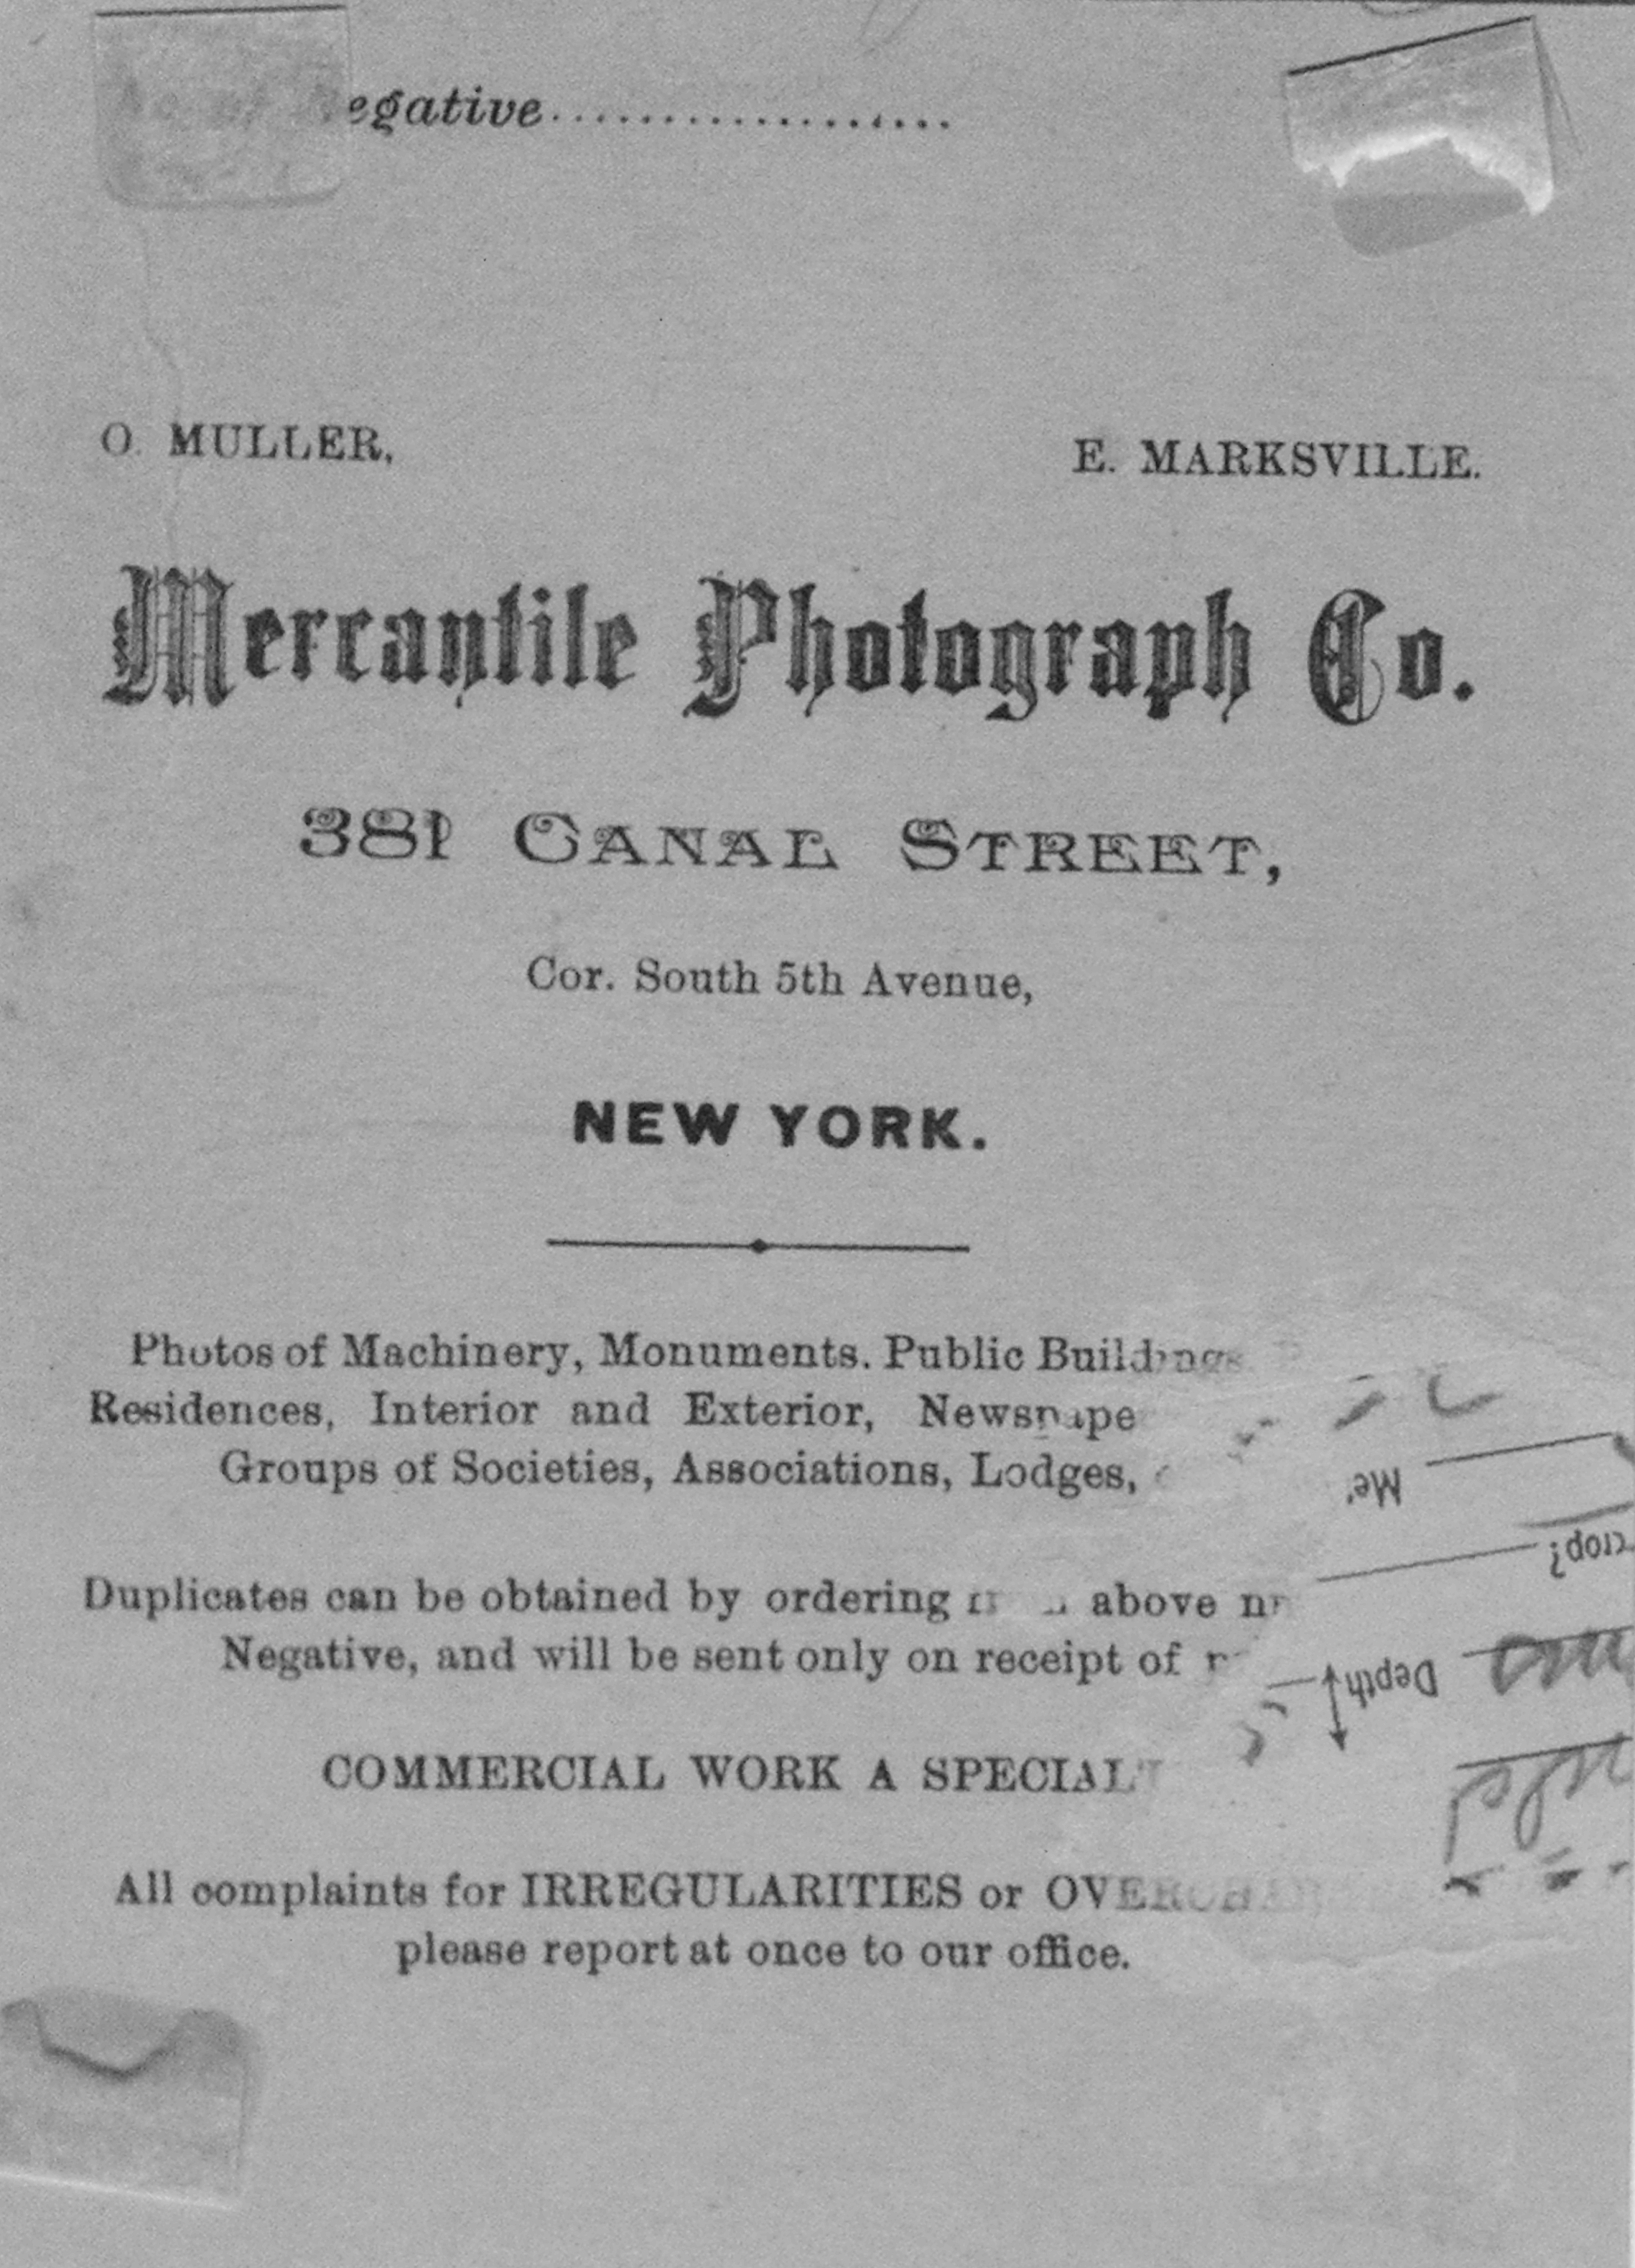 egative....................
O. MULLER,
E. MARKSVILLE.
Mercantile Photograph Co.
381 CANAL STREET,
Cor. South 5th Avenue,
NEW YORK.
Photos of Machinery, Monuments. Public Buildings
Residences, Interior and Exterior, Newspape
Groups of Societies, Associations, Lodges,
Duplicates can be obtained by ordering above
Negative, and will be sent only on receipt of
COMMERCIAL WORK A SPECIALT
All complaints for IRREGULARITIES or OVERCHAR
please report at once to our office.
crop?
Depth